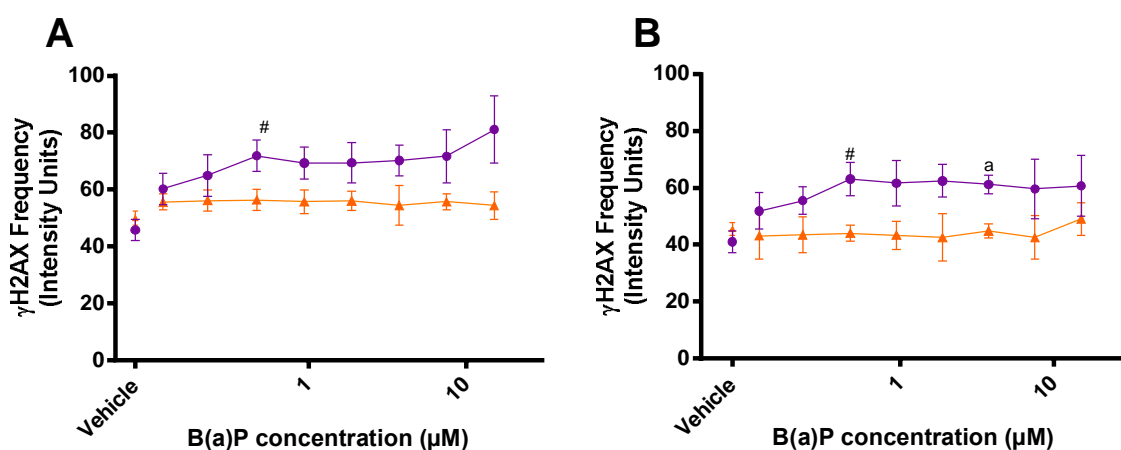 A
γH2AX Frequency
(Intensity Units)
100
80
60
40
20
0
#
Vehicle
1
10
B(a)P concentration (µM)
B
γH2AX Frequency
(Intensity Units)
100
80
60
40
20
0
#
a
Vehicle
1
10
B(a)P concentration (µM)